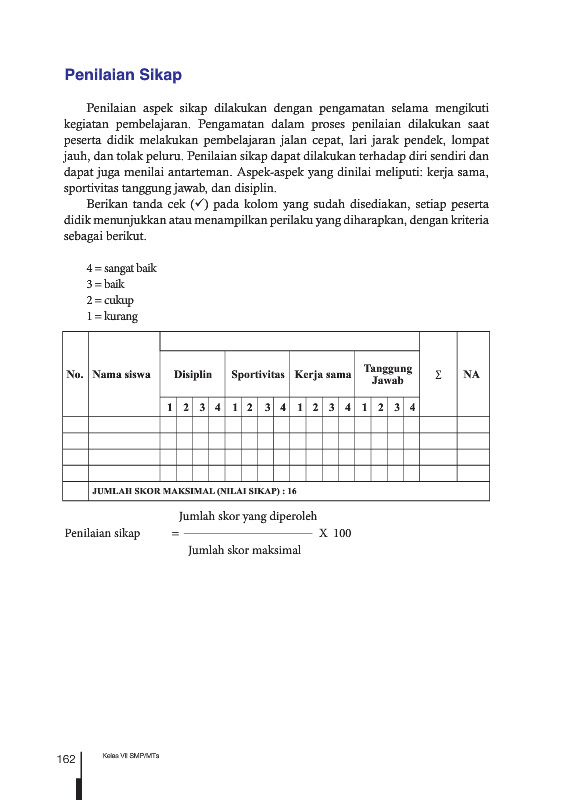 Penilaian Sikap
Penilaian aspek sikap dilakukan dengan pengamatan selama mengikuti
kegiatan pembelajaran. Pengamatan dalam proses penilaian dilakukan saat
peserta didik melakukan pembelajaran jalan cepat, lari jarak pendek, lompat
jauh, dan tolak peluru. Penilaian sikap dapat dilakukan terhadap diri sendiri dan
dapat juga menilai antarteman. Aspek-aspek yang dinilai meliputi: kerja sama,
sportivitas tanggung jawab, dan disiplin.
Berikan tanda cek (✓) pada kolom yang sudah disediakan, setiap peserta
didik menunjukkan atau menampilkan perilaku yang diharapkan, dengan kriteria
sebagai berikut.
4 = sangat baik
3 = baik
2 = cukup
1 = kurang
No. Nama siswa Disiplin Sportivitas Kerja sama Tanggung Jawab Σ NA
1 2 3 4 1 2 3 4 1 2 3 4 1 2 3 4
JUMLAH SKOR MAKSIMAL (NILAI SIKAP) : 16
Jumlah skor yang diperoleh
Penilaian sikap = X 100
Jumlah skor maksimal
162 Kelas VII SMP/MTs